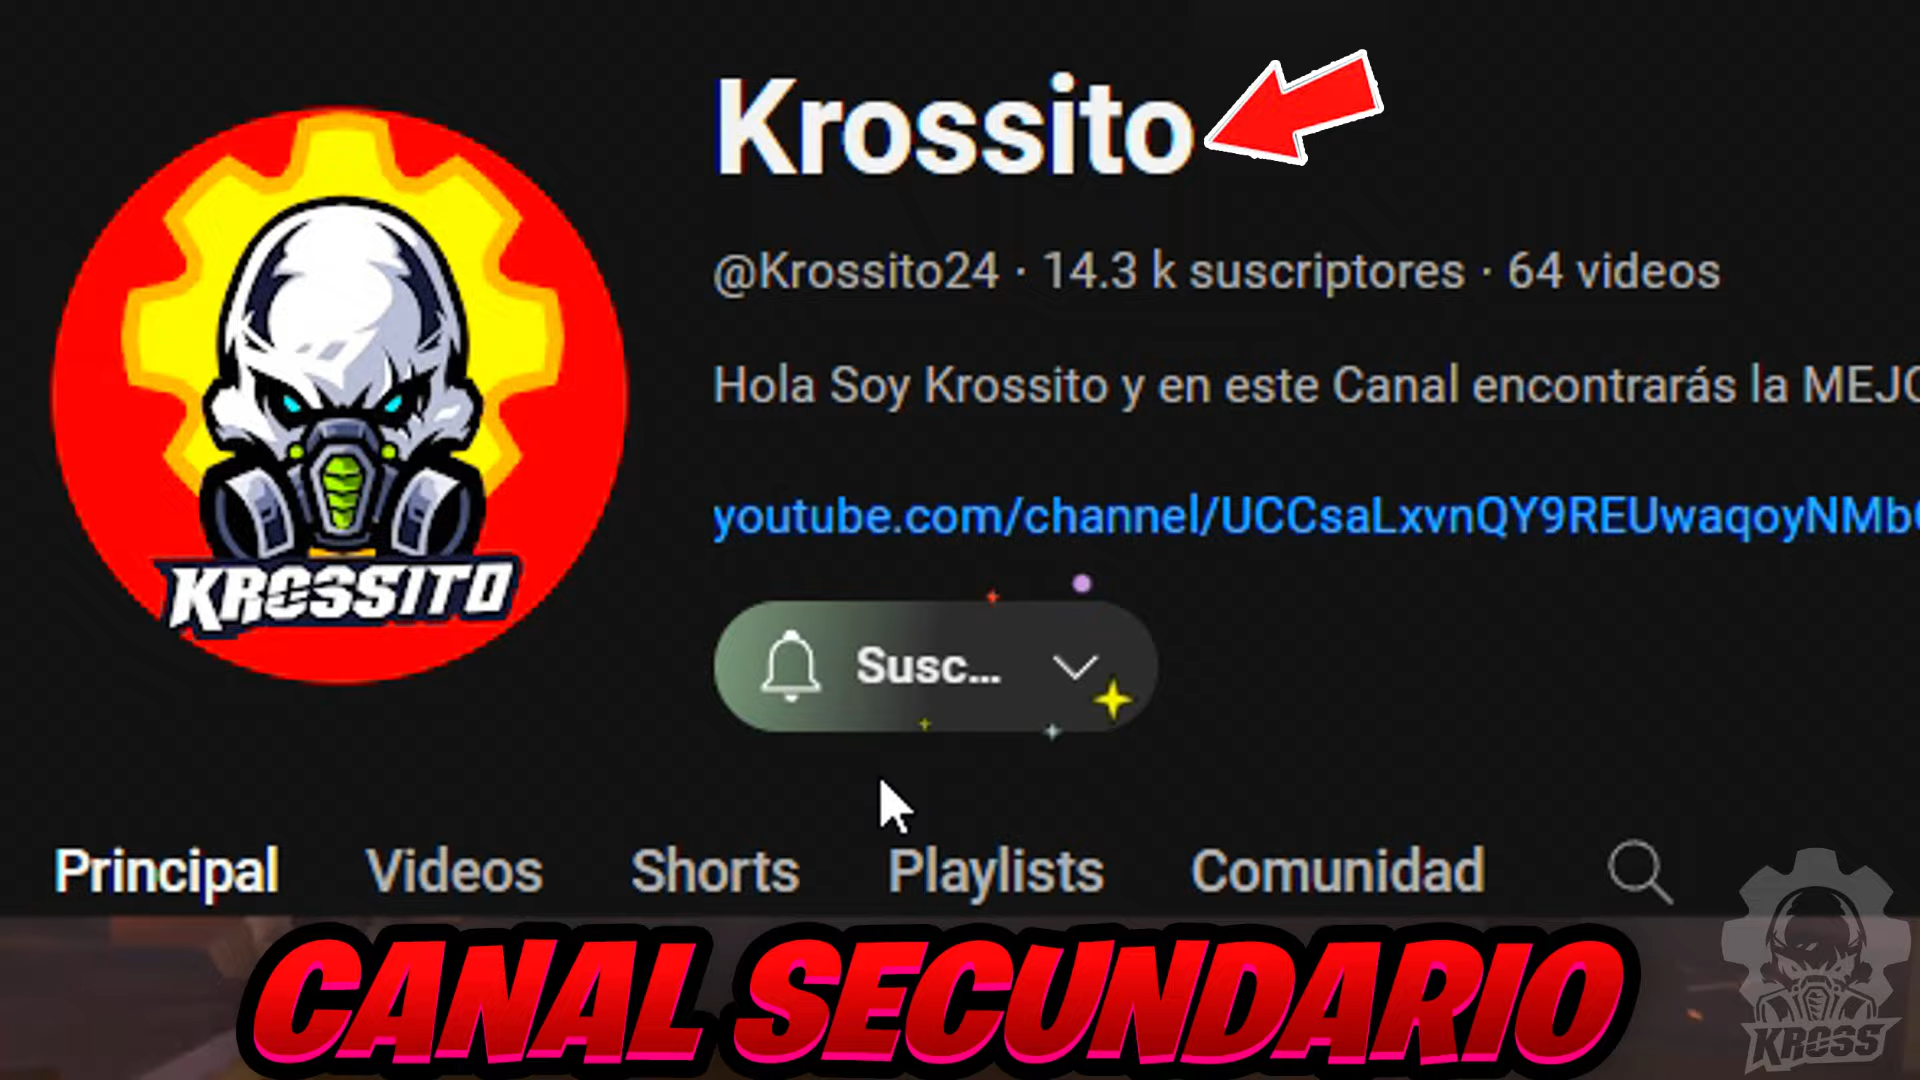 Krossito
@Krossito24 · 14.3 k suscriptores · 64 videos
Hola Soy Krossito y en este Canal encontrarás la
youtube.com/channel/UCCsaLxvnQY9REUwaqoyNMb
KROSSITO
Susc...
Principal Videos Shorts Playlists Comunidad
CANAL SECUNDARIO
KROSS